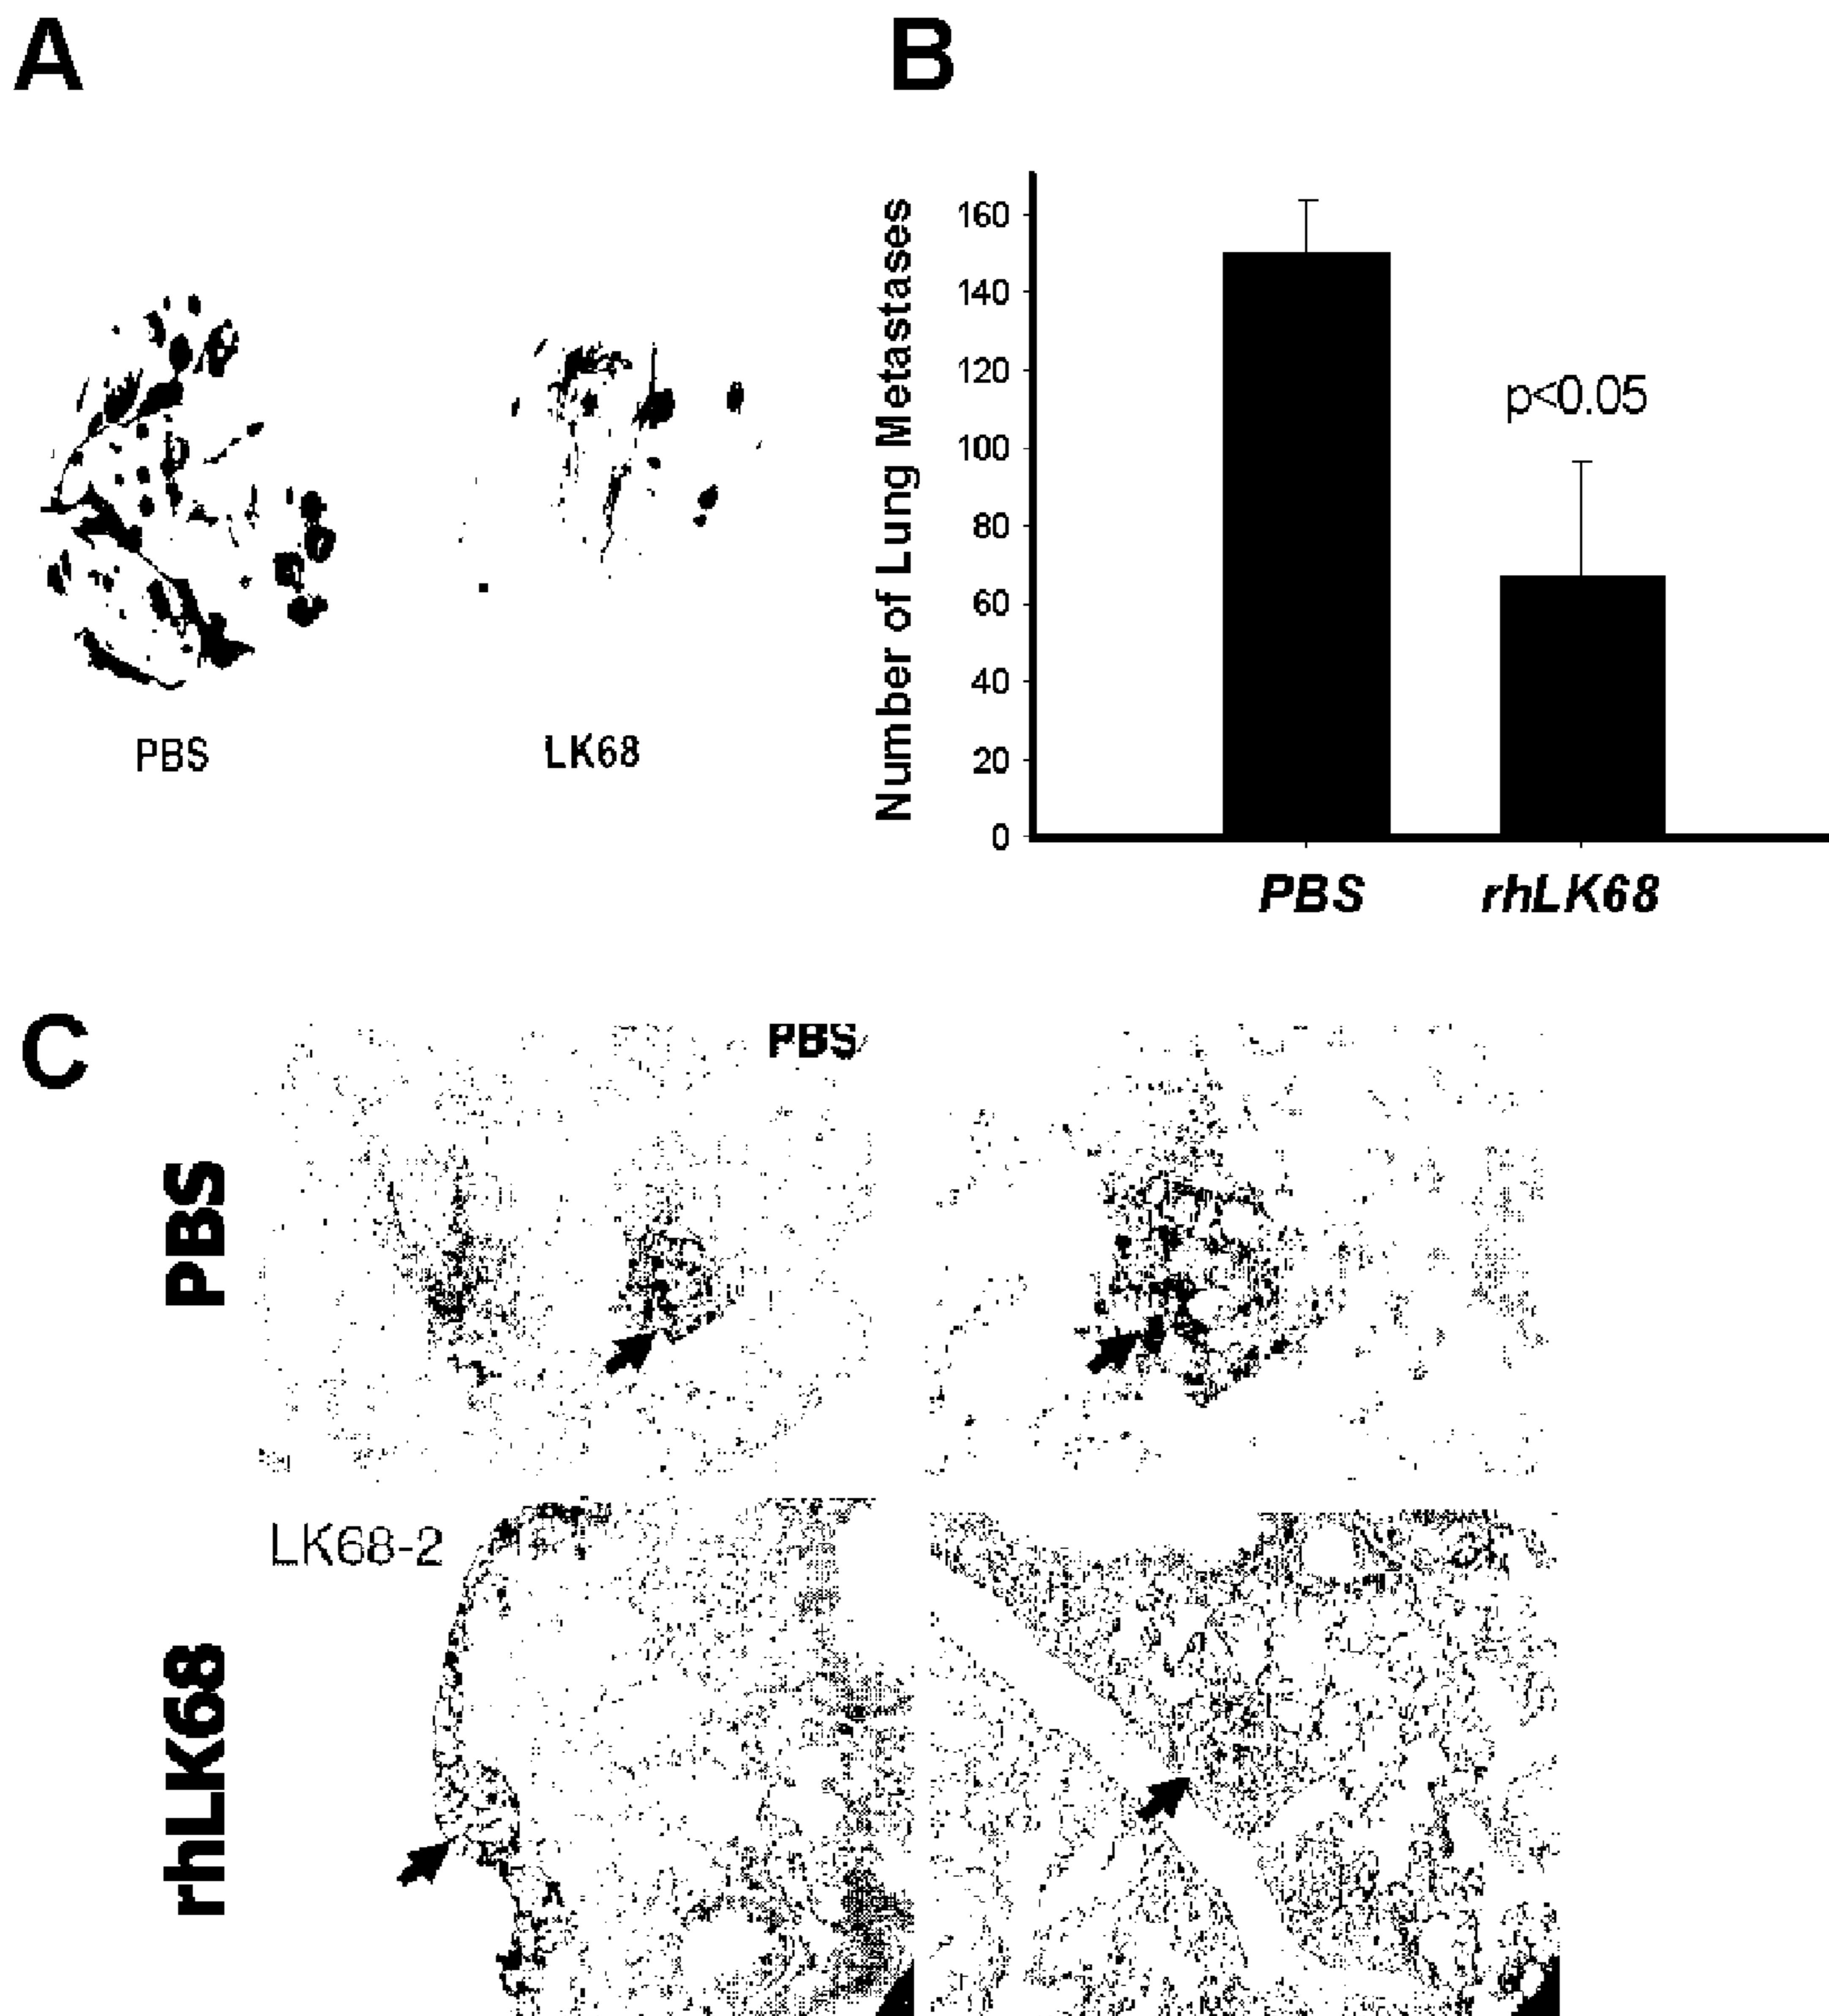 A
B
PBS
LK68
Number of Lung Metastases
160
140
120
100
80
60
40
20
0
p<0.05
PBS
rhLK68
C
PBS
PBS
LK68-2
rhLK68